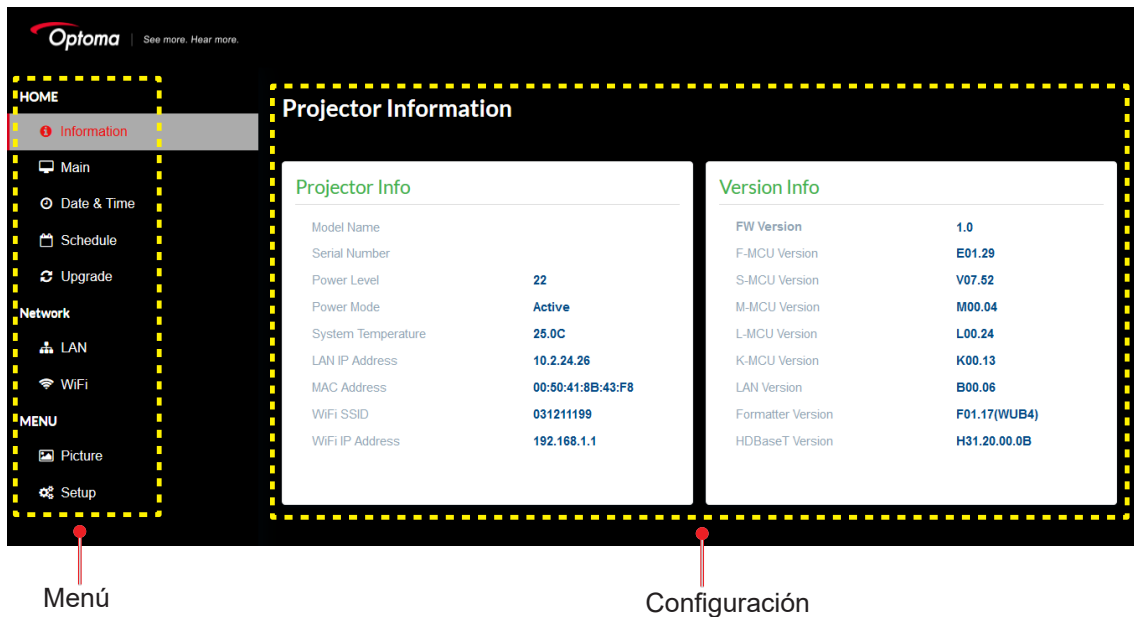 Optoma | See more. Hear more.
HOME
Information
Main
Date & Time
Schedule
Upgrade
Network
LAN
WiFi
MENU
Picture
Setup
Projector Information
Projector Info
Model Name
Serial Number
Power Level 22
Power Mode Active
System Temperature 25.0C
LAN IP Address 10.2.24.26
MAC Address 00:50:41:8B:43:F8
WiFi SSID 031211199
WiFi IP Address 192.168.1.1
Version Info
FW Version 1.0
F-MCU Version E01.29
S-MCU Version V07.52
M-MCU Version M00.04
L-MCU Version L00.24
K-MCU Version K00.13
LAN Version B00.06
Formatter Version F01.17(WUB4)
HDBaseT Version H31.20.00.0B
Menú
Configuración